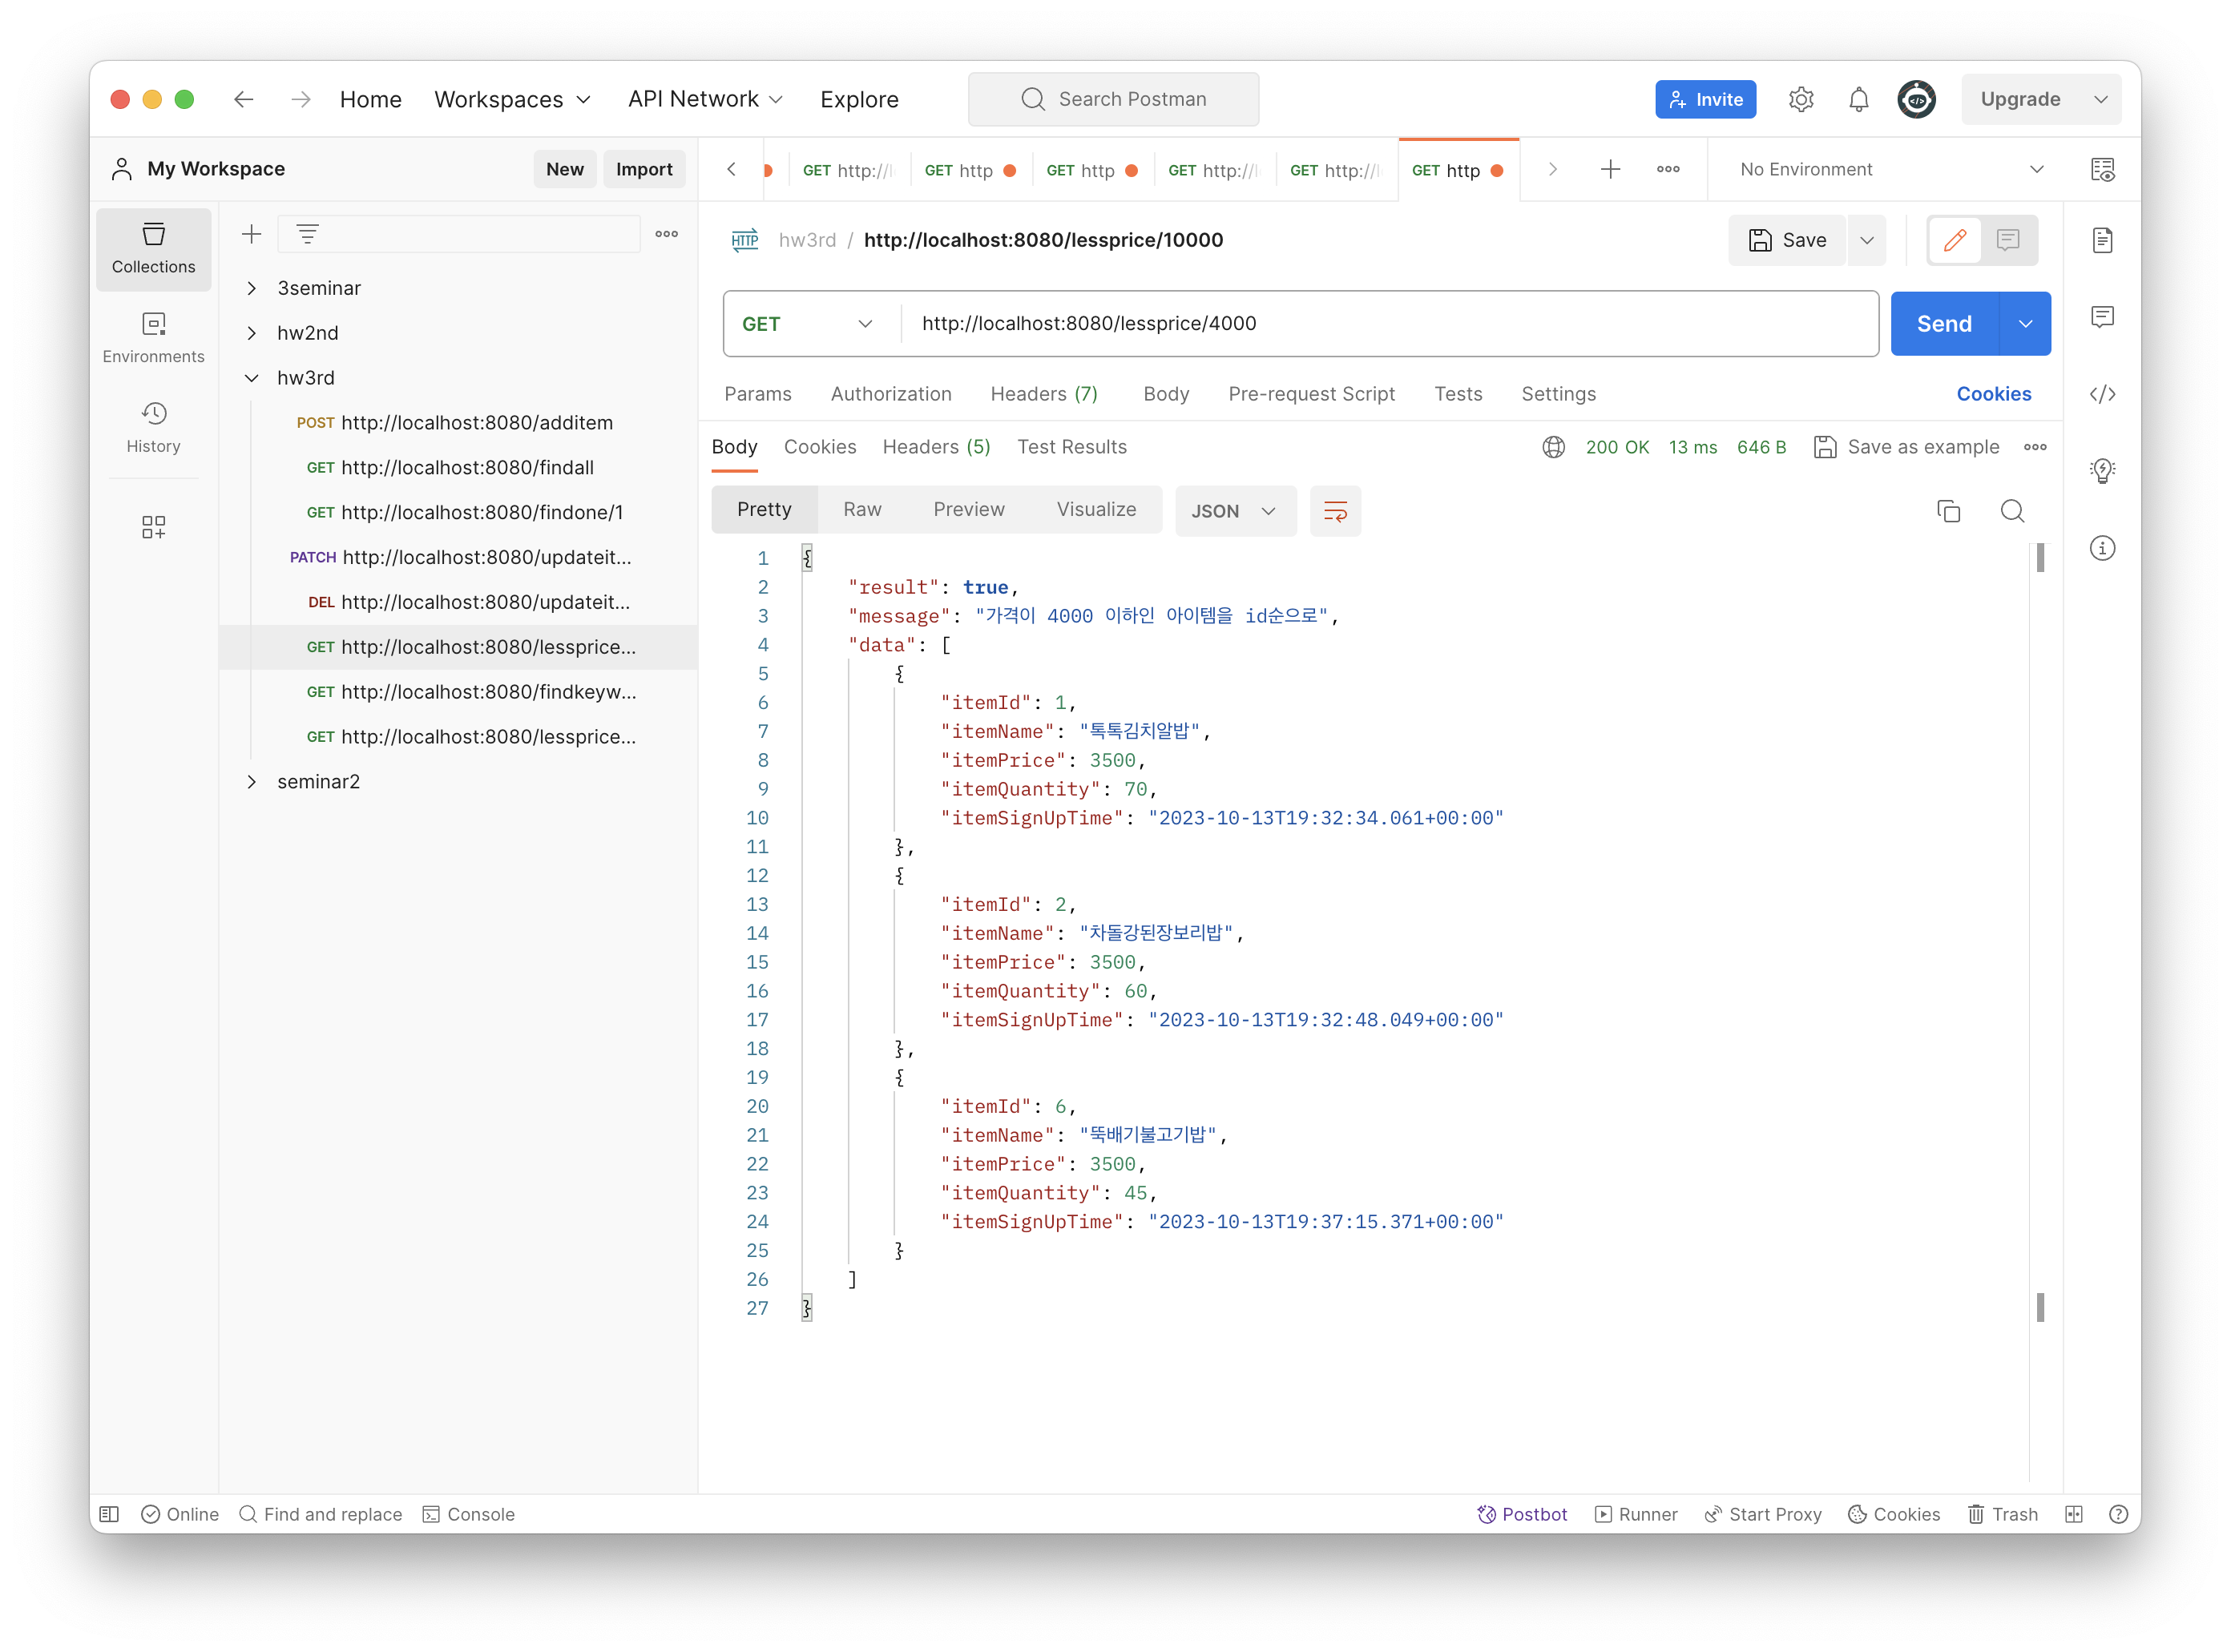 Home Workspaces API Network Explore Search Postman Invite Upgrade
My Workspace New Import
GET http://l GET http GET http GET http://l GET http://l GET http No Environment
Collections
Environments
History
3seminar
hw2nd
hw3rd
POST http://localhost:8080/additem
GET http://localhost:8080/findall
GET http://localhost:8080/findone/1
PATCH http://localhost:8080/updateit...
DEL http://localhost:8080/updateit...
GET http://localhost:8080/lessprice...
GET http://localhost:8080/findkeyw...
GET http://localhost:8080/lessprice...
seminar2
HTTP hw3rd / http://localhost:8080/lessprice/10000 Save
GET http://localhost:8080/lessprice/4000 Send
Params Authorization Headers (7) Body Pre-request Script Tests Settings Cookies
Body Cookies Headers (5) Test Results 200 OK 13 ms 646 B Save as example
Pretty Raw Preview Visualize JSON
1 {
2 "result": true,
3 "message": "가격이 4000 이하인 아이템을 id순으로",
4 "data": [
5 {
6 "itemId": 1,
7 "itemName": "톡톡김치알밥",
8 "itemPrice": 3500,
9 "itemQuantity": 70,
10 "itemSignUpTime": "2023-10-13T19:32:34.061+00:00"
11 },
12 {
13 "itemId": 2,
14 "itemName": "차돌강된장보리밥",
15 "itemPrice": 3500,
16 "itemQuantity": 60,
17 "itemSignUpTime": "2023-10-13T19:32:48.049+00:00"
18 },
19 {
20 "itemId": 6,
21 "itemName": "뚝배기불고기밥",
22 "itemPrice": 3500,
23 "itemQuantity": 45,
24 "itemSignUpTime": "2023-10-13T19:37:15.371+00:00"
25 }
26 ]
27 }
Online Find and replace Console Postbot Runner Start Proxy Cookies Trash